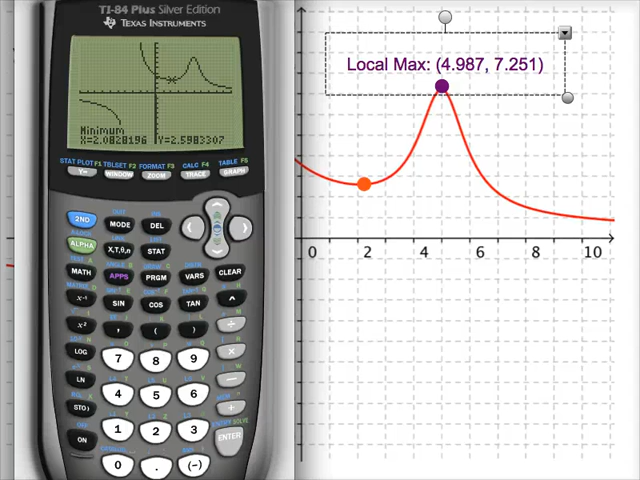 TI-84 Plus Silver Edition
TEXAS INSTRUMENTS
Minimum
X=2.0828196 Y=2.5983307
STAT PLOT F1 TBLSET F2 FORMAT F3 CALC F4 TABLE F5
Y= WINDOW ZOOM TRACE GRAPH
2ND MODE DEL
ALPHA X,T,θ,n STAT
MATH APPS PRGM VARS CLEAR
x⁻¹ SIN COS TAN ^
x² , ( ) ÷
LOG 7 8 9 ×
LN 4 5 6 −
STO› 1 2 3 +
ON 0 . (−) ENTER
Local Max: (4.987, 7.251)
0 2 4 6 8 10